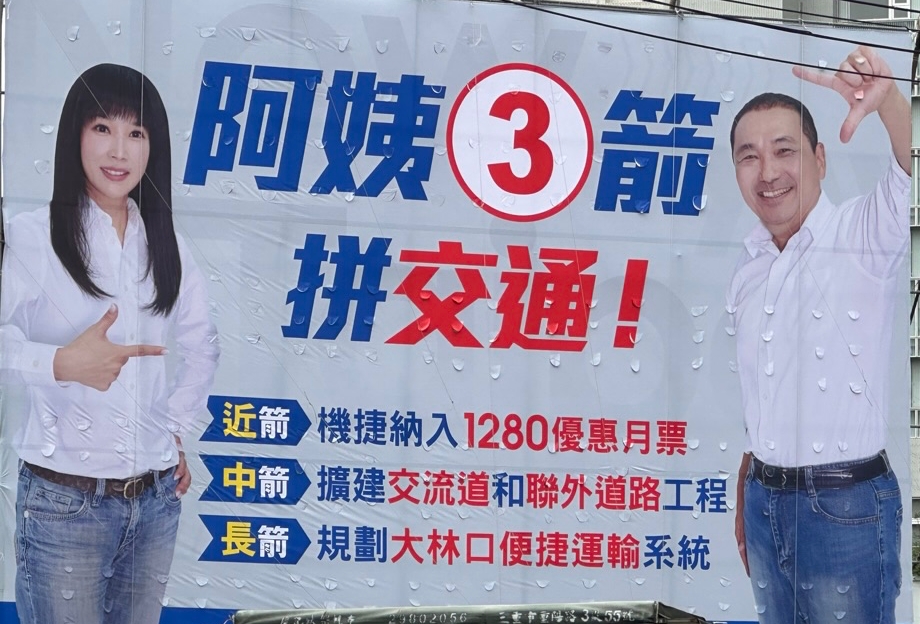 阿姨3箭
拼交通!
近箭 機捷納入1280優惠月票
中箭 擴建交流道和聯外道路工程
長箭 規劃大林口便捷運輸系統